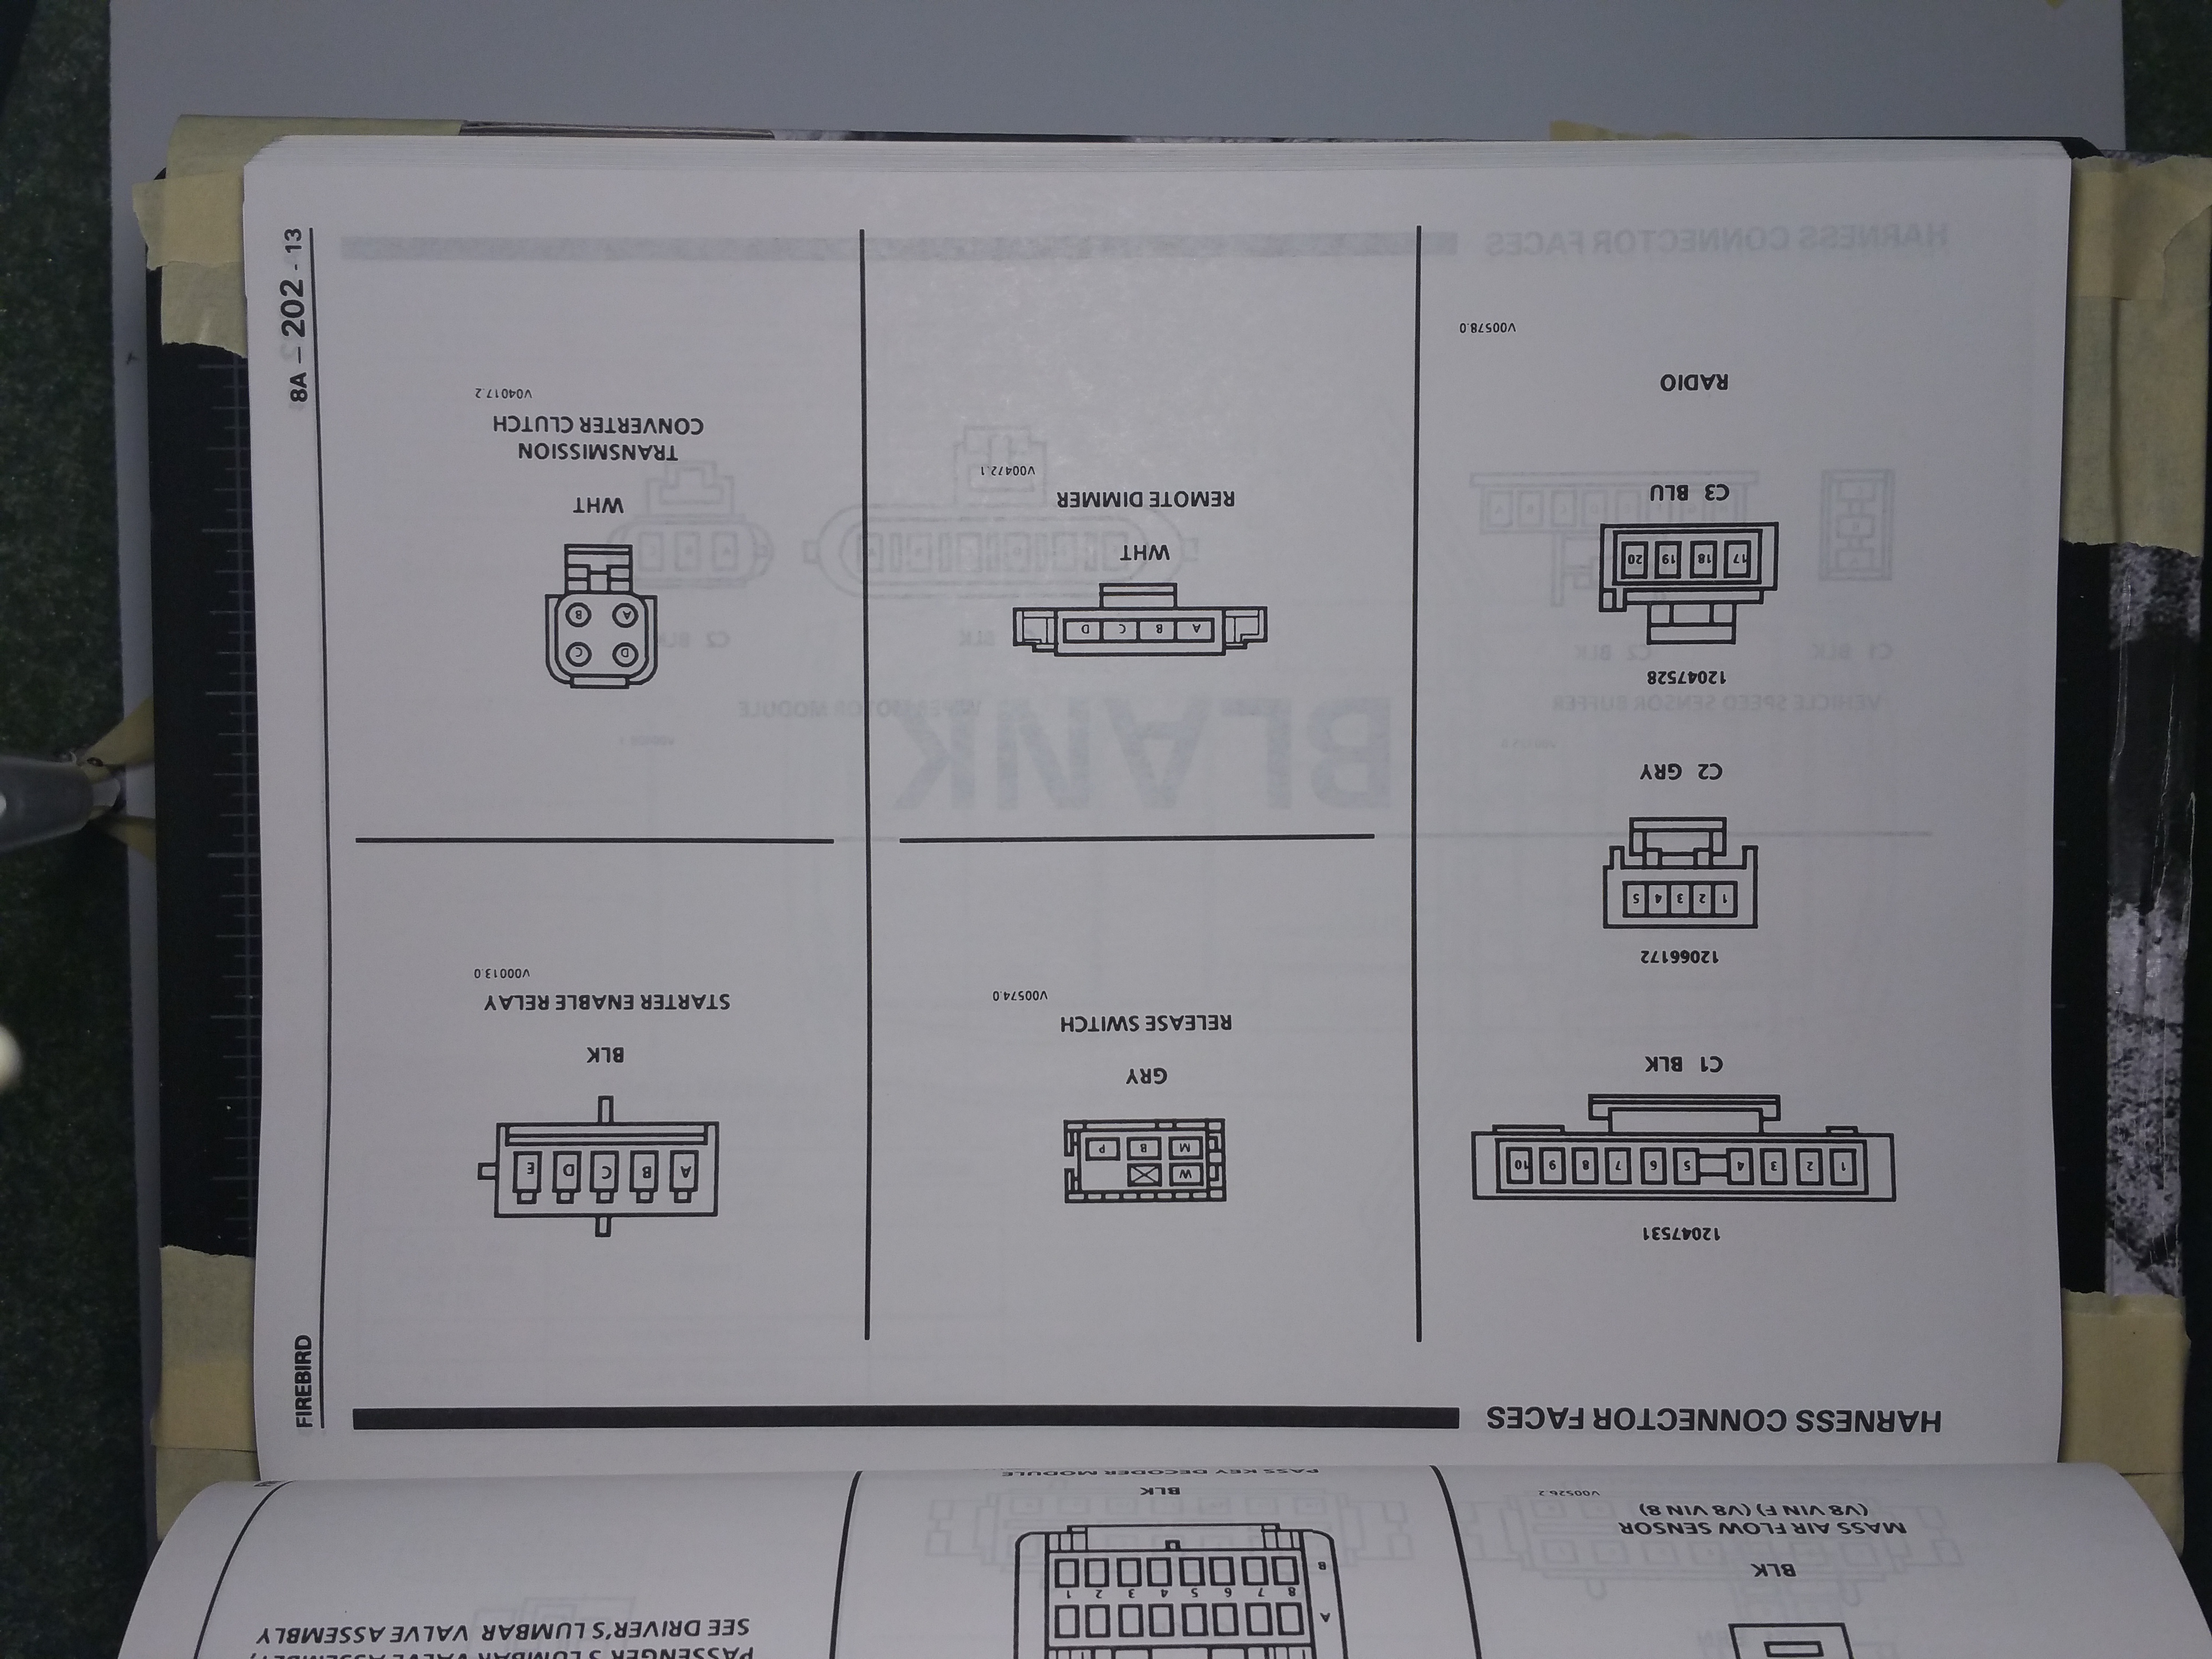 BLK
MASS AIR FLOW SENSOR
(V8 VIN F) (V8 VIN 8)
V00526.2
A
8 7 6 5 4 3 2 1
B
BLK
PASS KEY DECODER MODULE
PASSENGER'S LUMBAR VALVE ASSEMBLY,
SEE DRIVER'S LUMBAR VALVE ASSEMBLY
HARNESS CONNECTOR FACES
12047531
1 2 3 4 5 6 7 8 9 10
C1 BLK
12066172
1 2 3 4 5
C2 GRY
12047528
17 18 19 20
C3 BLU
RADIO
V00578.0
M
W B P
GRY
RELEASE SWITCH
V00574.0
A B C D
WHT
REMOTE DIMMER
V00472.1
A B C D E
BLK
STARTER ENABLE RELAY
V00013.0
D C
A B
WHT
TRANSMISSION
CONVERTER CLUTCH
V04017.2
FIREBIRD
8A – 202 - 13